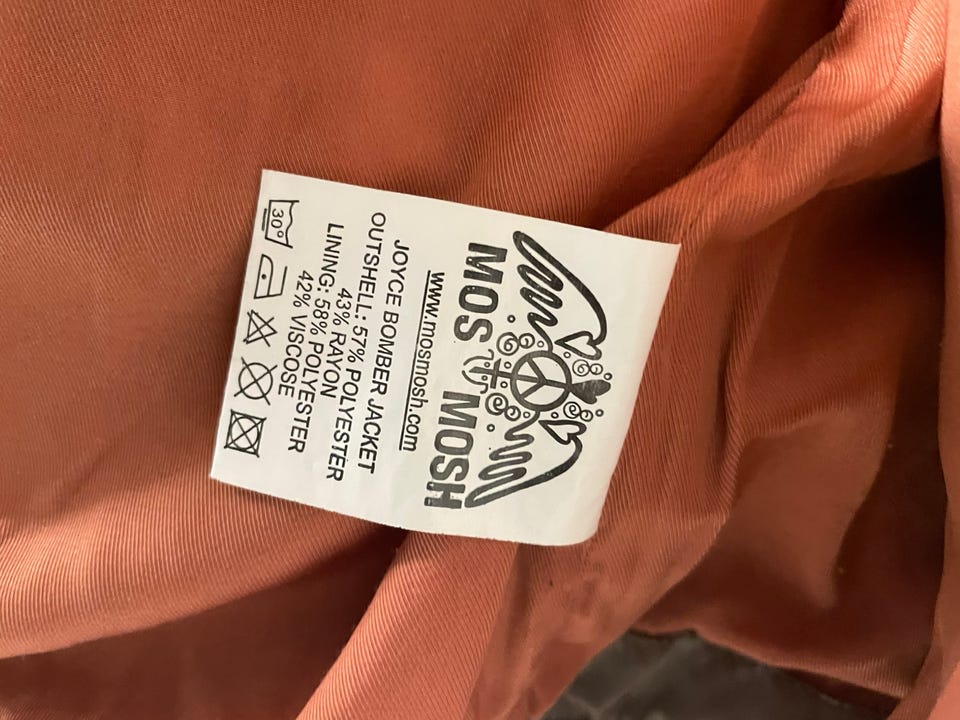 MOS MOSH
www.mosmosh.com
JOYCE BOMBER JACKET
OUTSHELL: 57% POLYESTER
43% RAYON
LINING: 58% POLYESTER
42% VISCOSE
30°